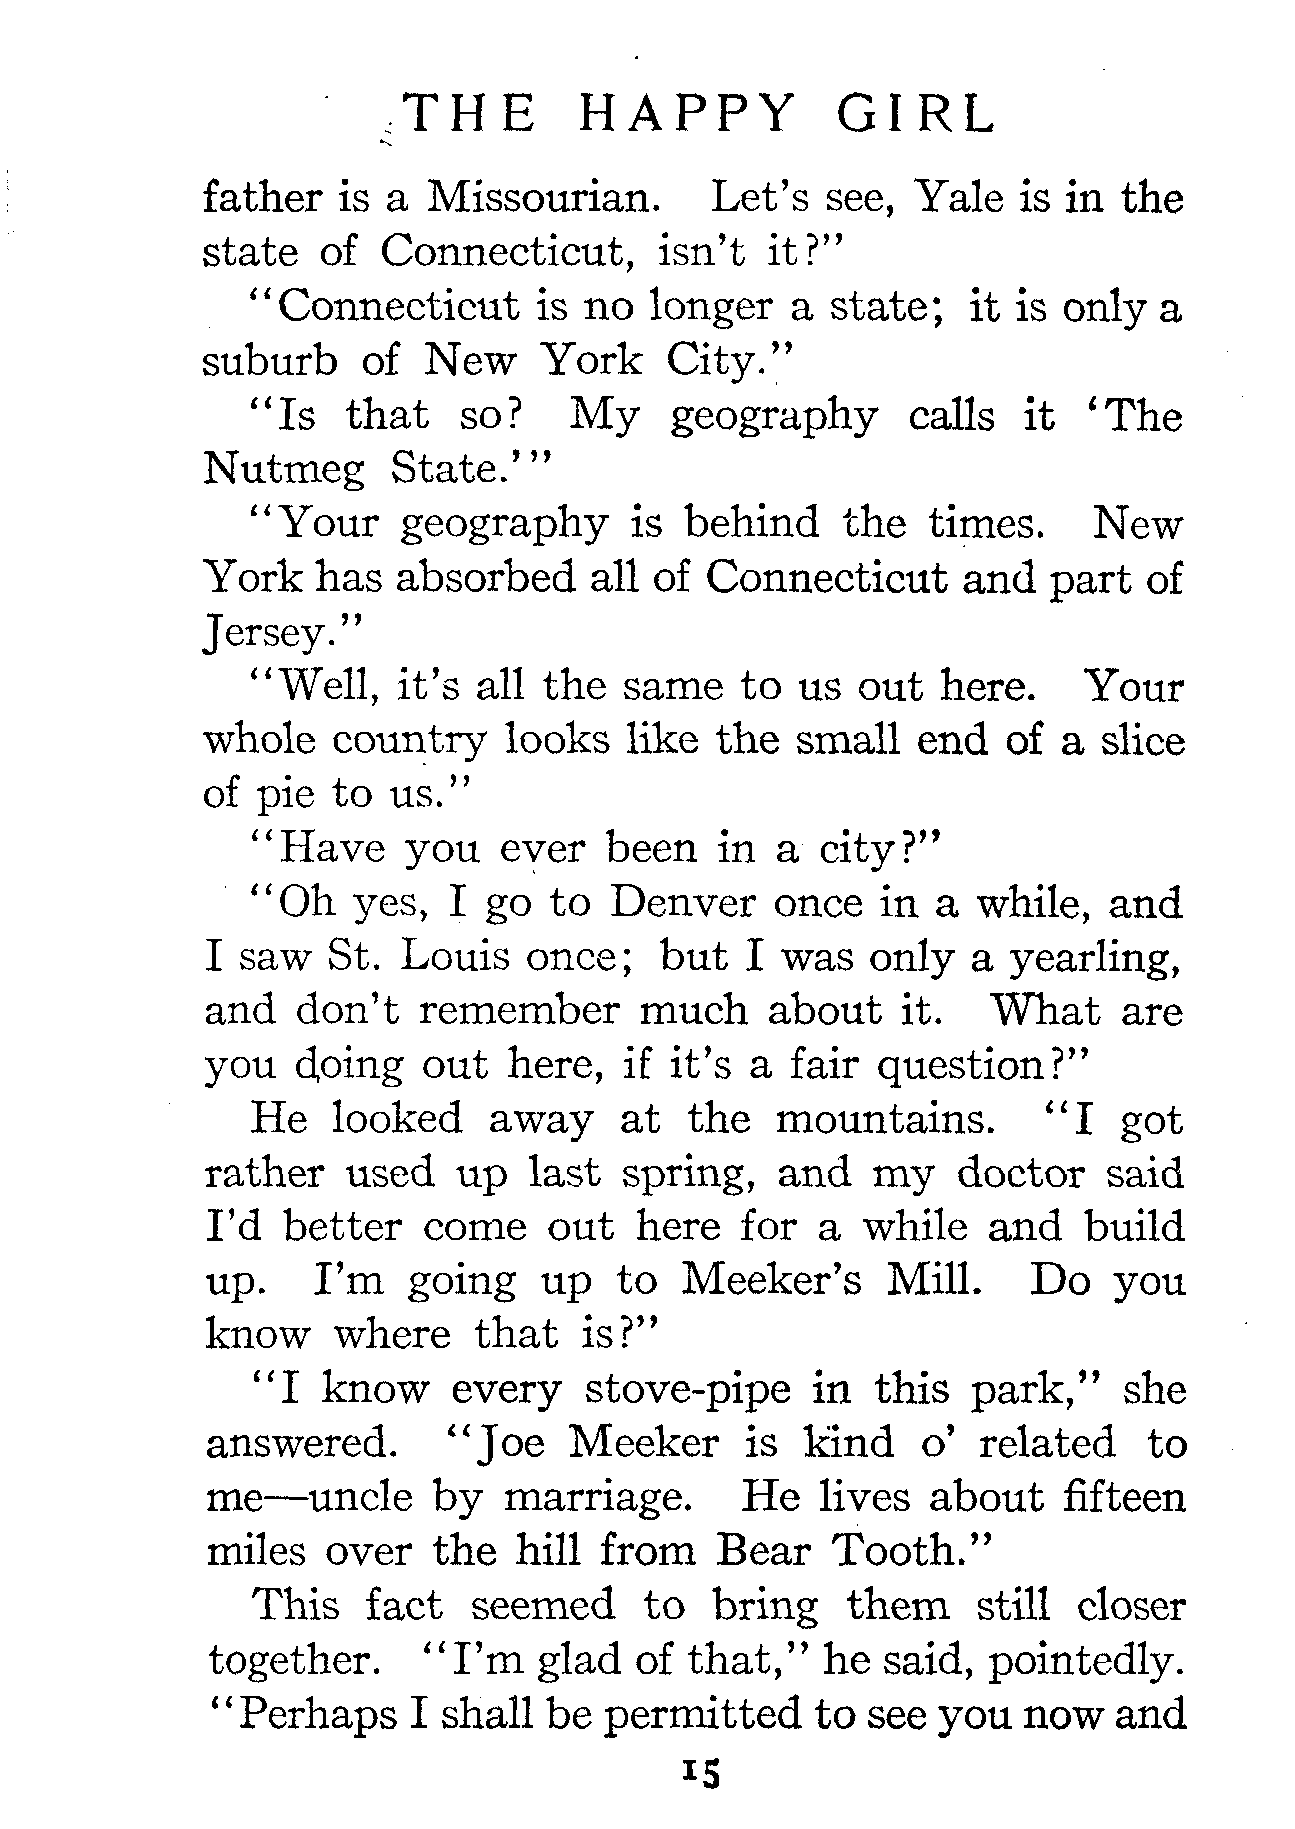 THE HAPPY GIRL
father is a Missourian. Let's see, Yale is in the
state of Connecticut, isn't it?"
"Connecticut is no longer a state; it is only a
suburb of New York City."
"Is that so? My geography calls it 'The
Nutmeg State.'"
"Your geography is behind the times. New
York has absorbed all of Connecticut and part of
Jersey."
"Well, it's all the same to us out here. Your
whole country looks like the small end of a slice
of pie to us."
"Have you ever been in a city?"
"Oh yes, I go to Denver once in a while, and
I saw St. Louis once; but I was only a yearling,
and don't remember much about it. What are
you doing out here, if it's a fair question?"
He looked away at the mountains. "I got
rather used up last spring, and my doctor said
I'd better come out here for a while and build
up. I'm going up to Meeker's Mill. Do you
know where that is?"
"I know every stove-pipe in this park," she
answered. "Joe Meeker is kind o' related to
me—uncle by marriage. He lives about fifteen
miles over the hill from Bear Tooth."
This fact seemed to bring them still closer
together. "I'm glad of that," he said, pointedly.
"Perhaps I shall be permitted to see you now and
15